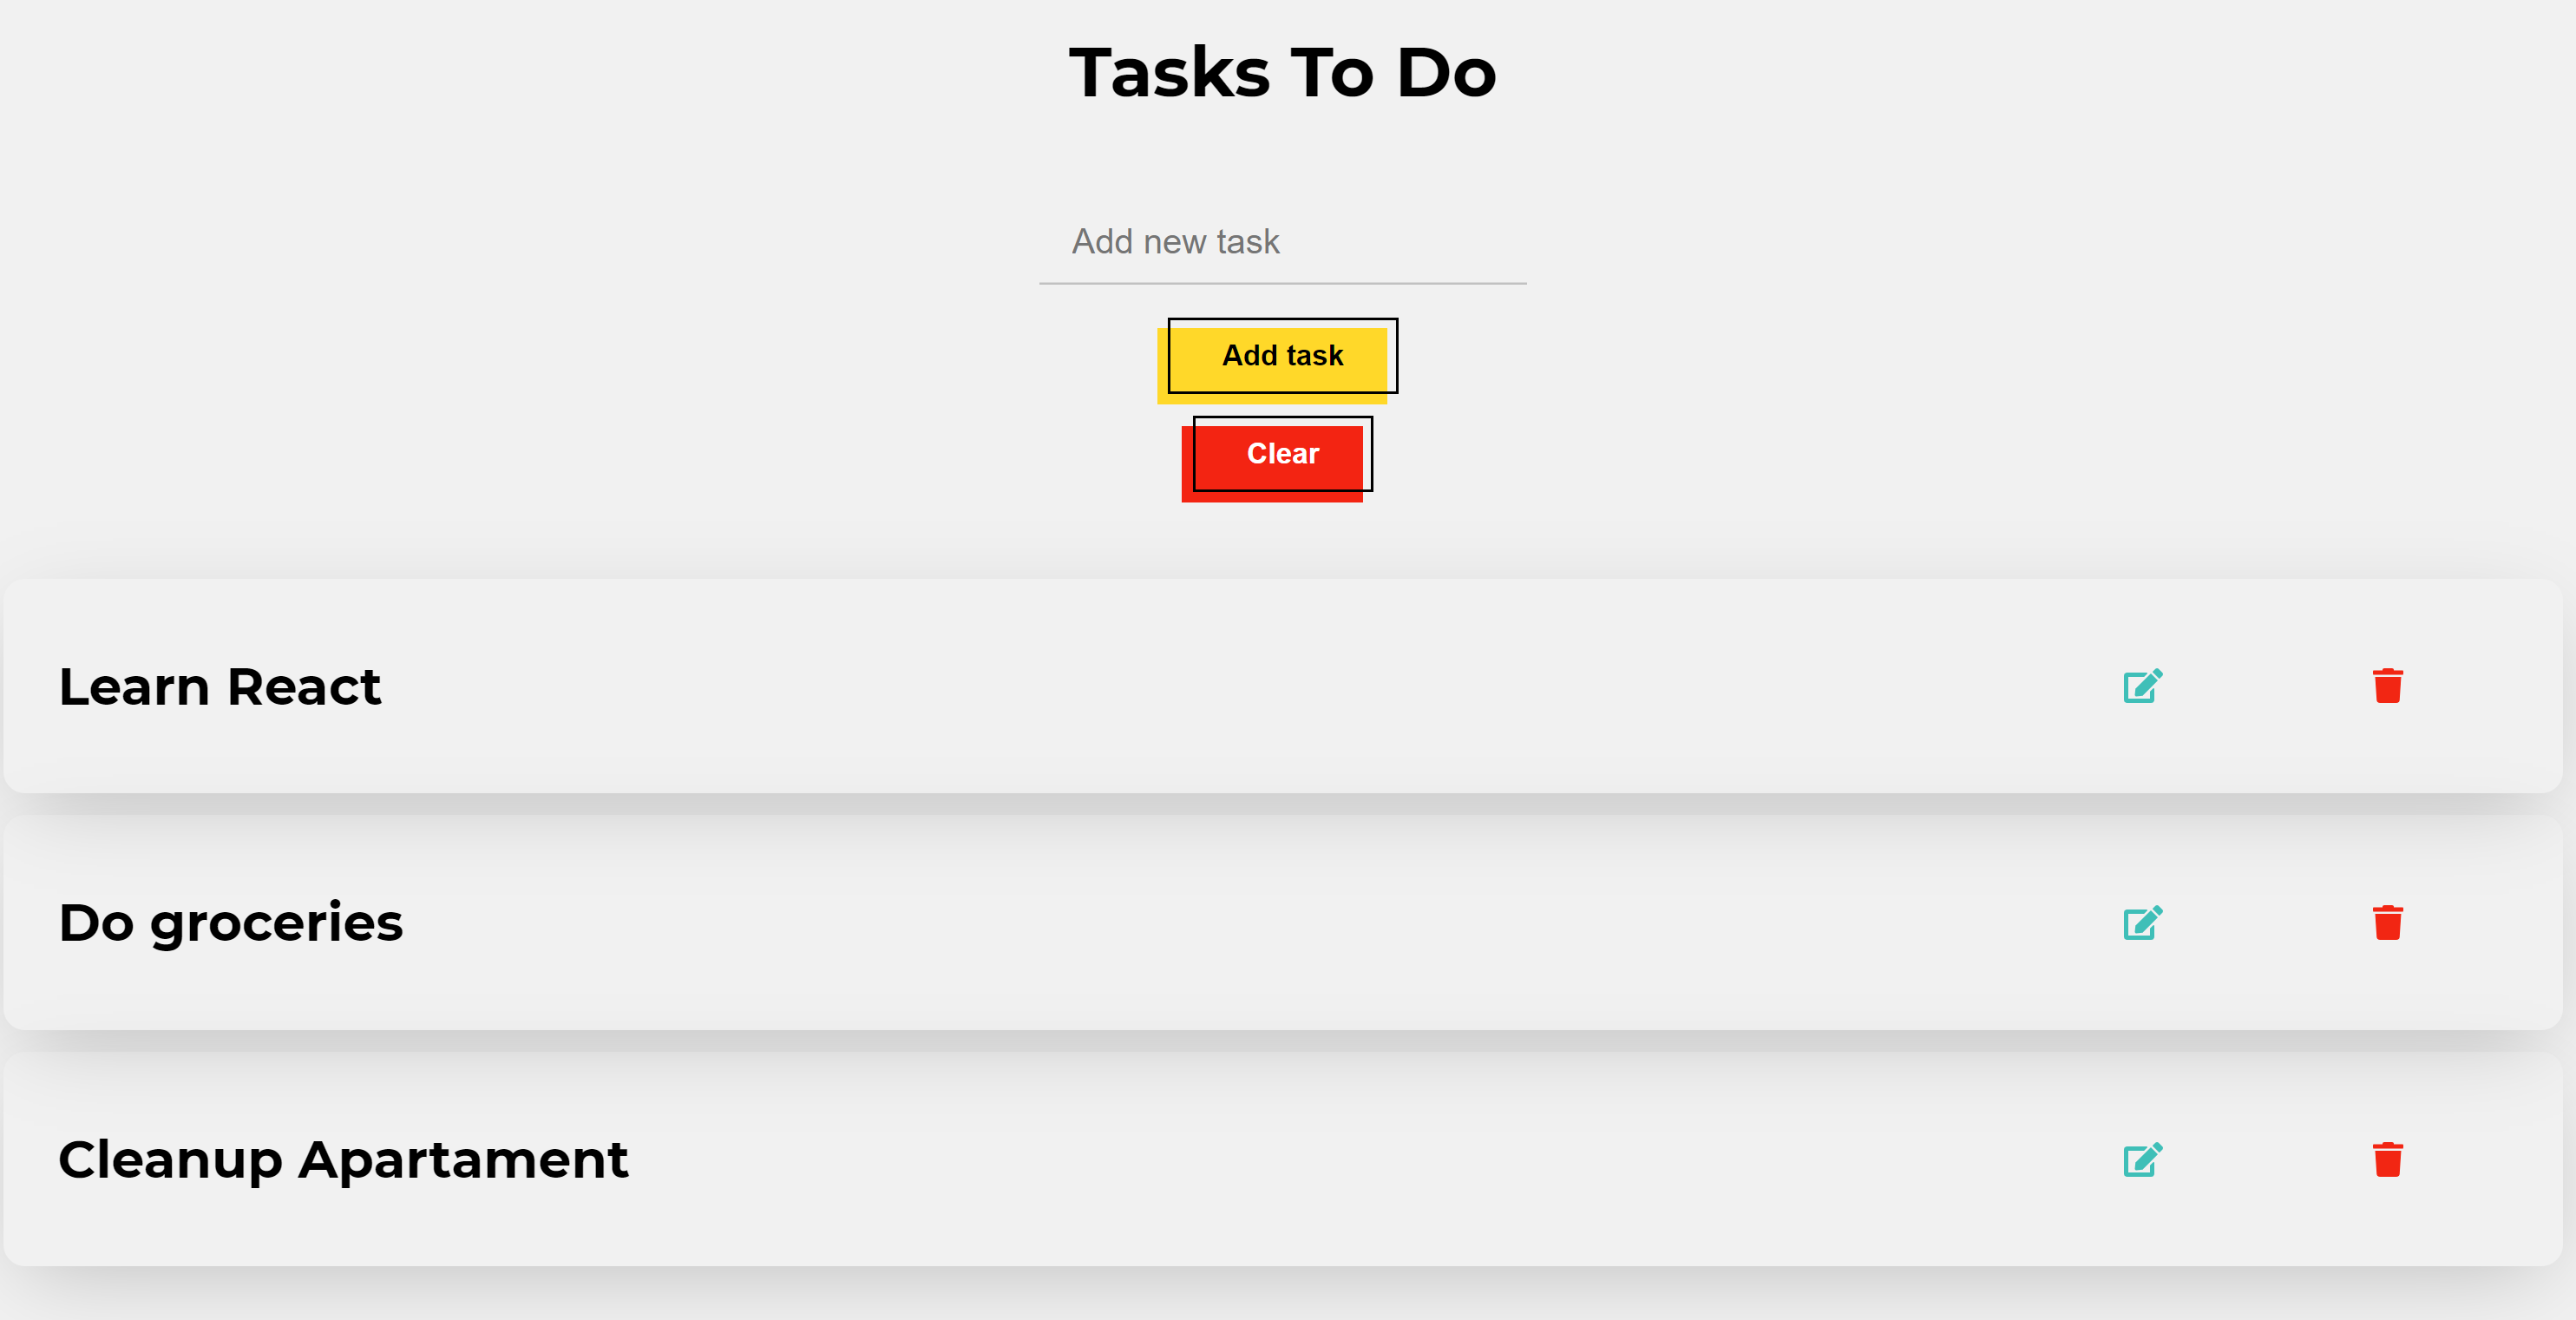 Tasks To Do
Add new task
Add task
Clear
Learn React
Do groceries
Cleanup Apartament